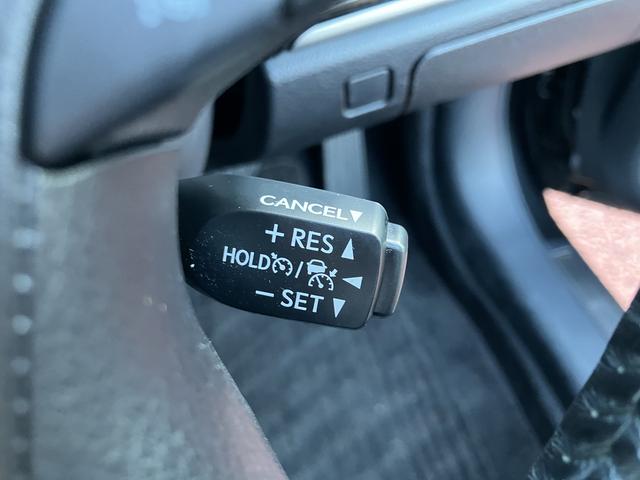 CANCEL▼
+ RES ▲
HOLD / ◀
− SET ▼